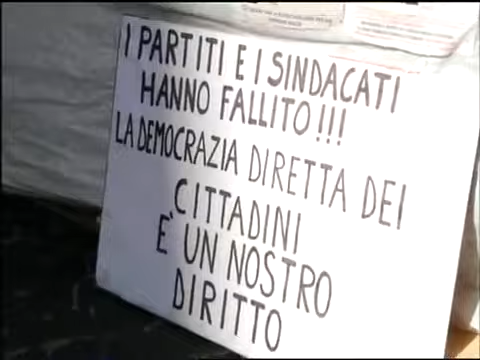 I PARTITI E I SINDACATI
HANNO FALLITO!!!
LA DEMOCRAZIA DIRETTA DEI
CITTADINI
E' UN NOSTRO
DIRITTO